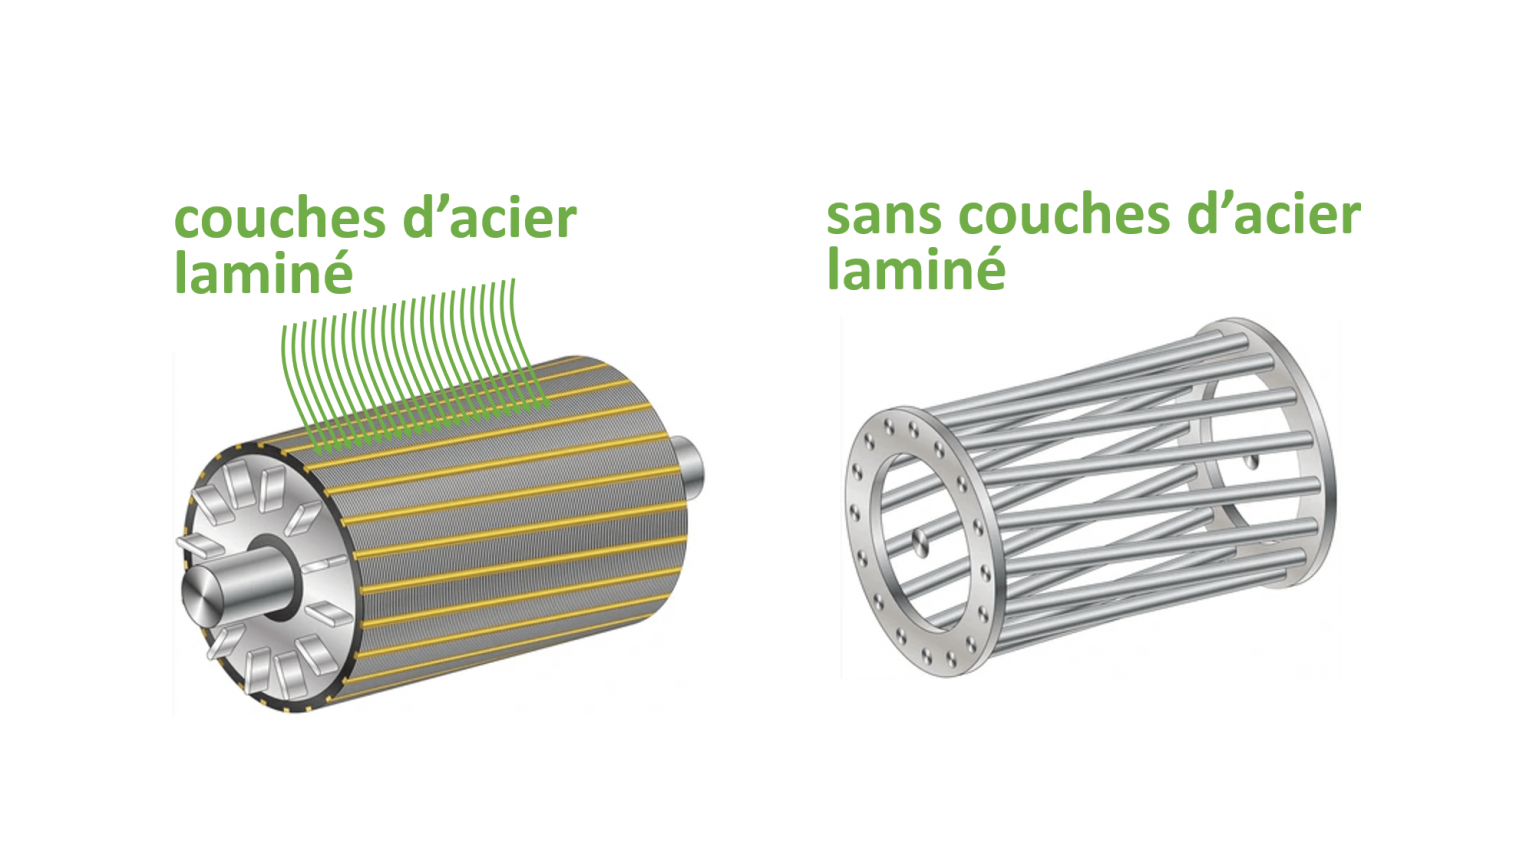 couches d’acier
laminé
sans couches d’acier
laminé